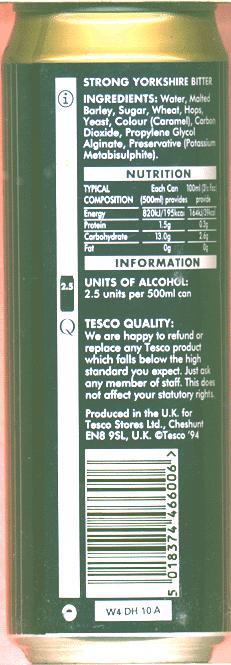 STRONG YORKSHIRE BITTER
INGREDIENTS: Water, Malted
Barley, Sugar, Wheat, Hops,
Yeast, Colour (Caramel), Carbon
Dioxide, Propylene Glycol
Alginate, Preservative (Potassium
Metabisulphite).
NUTRITION
TYPICAL Each Can 100ml
COMPOSITION (500ml) provides provide
Energy 820kJ/195kcal 164kJ/39kcal
Protein 1.5g 0.3g
Carbohydrate 13.0g 2.6g
Fat 0g 0g
INFORMATION
2.5
UNITS OF ALCOHOL:
2.5 units per 500ml can
TESCO QUALITY:
We are happy to refund or
replace any Tesco product
which falls below the high
standard you expect. Just ask
any member of staff. This does
not affect your statutory rights.
Produced in the U.K. for
Tesco Stores Ltd., Cheshunt
EN8 9SL, U.K. ©Tesco '94
5 018374 466006 >
W4 DH 10 A